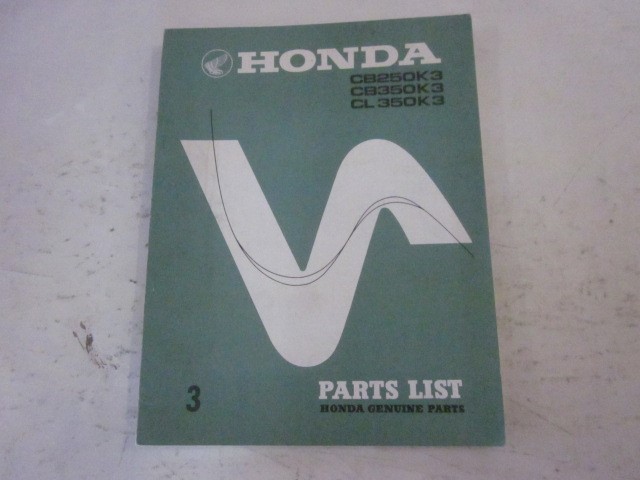 HONDA
CB250K3
CB350K3
CL350K3
3
PARTS LIST
HONDA GENUINE PARTS